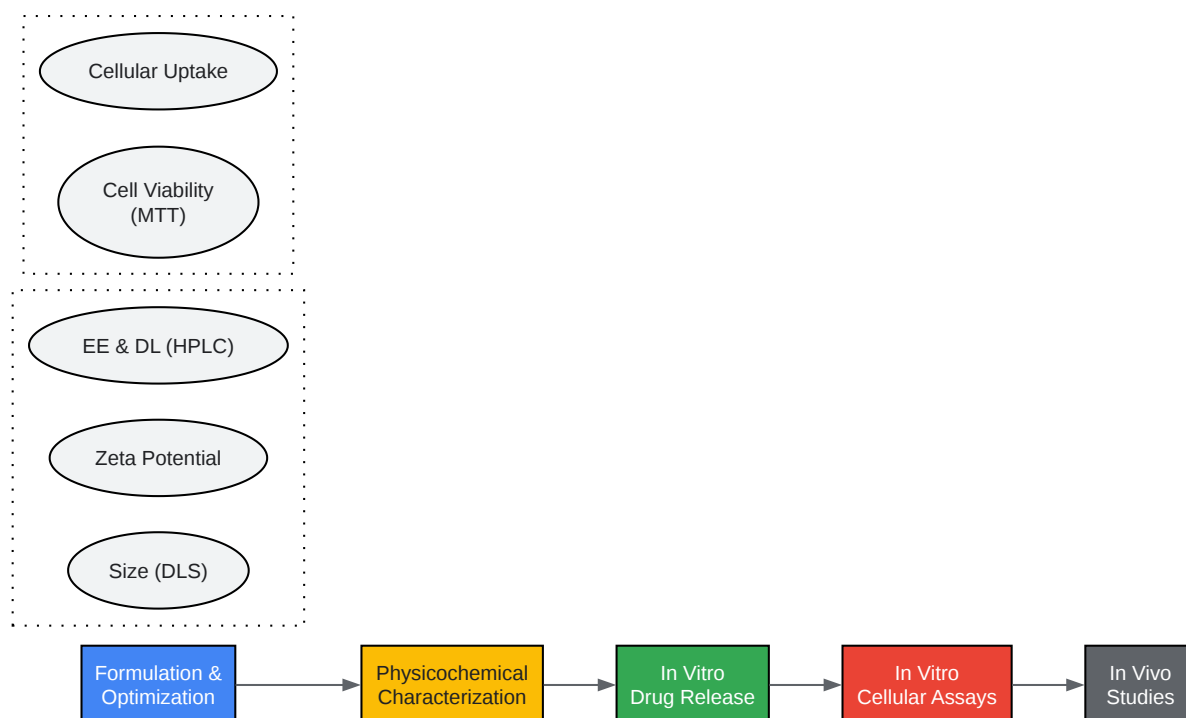 Cellular Uptake
Cell Viability
(MTT)
EE & DL (HPLC)
Zeta Potential
Size (DLS)
Formulation &
Optimization
Physicochemical
Characterization
In Vitro
Drug Release
In Vitro
Cellular Assays
In Vivo
Studies